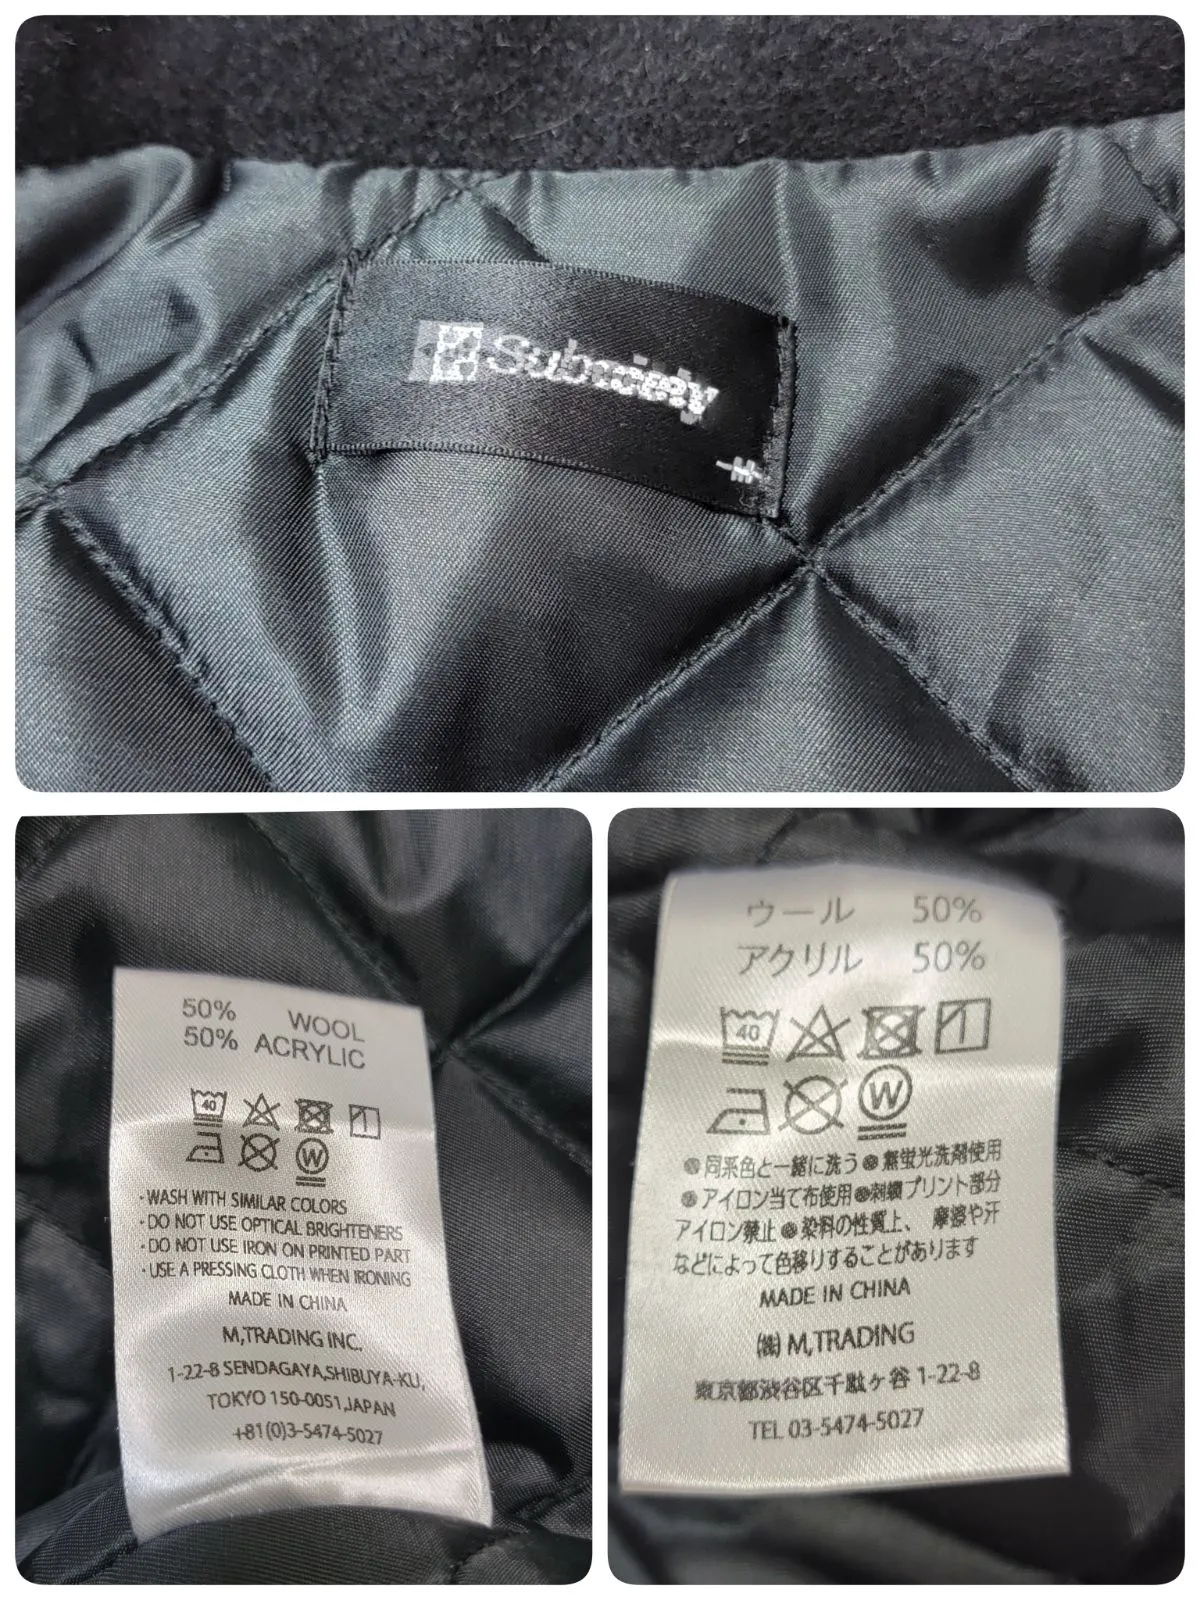 Subciety
50% WOOL
50% ACRYLIC
40
W
・WASH WITH SIMILAR COLORS
・DO NOT USE OPTICAL BRIGHTENERS
・DO NOT USE IRON ON PRINTED PART
・USE A PRESSING CLOTH WHEN IRONING
MADE IN CHINA
M,TRADING INC.
1-22-8 SENDAGAYA,SHIBUYA-KU,
TOKYO 150-0051,JAPAN
+81(0)3-5474-5027
ウール 50%
アクリル 50%
40
W
●同系色と一緒に洗う●無蛍光洗剤使用
●アイロン当て布使用●刺繍プリント部分
アイロン禁止●染料の性質上、摩擦や汗
などによって色移りすることがあります
MADE IN CHINA
㈱M,TRADING
東京都渋谷区千駄ヶ谷 1-22-8
TEL 03-5474-5027